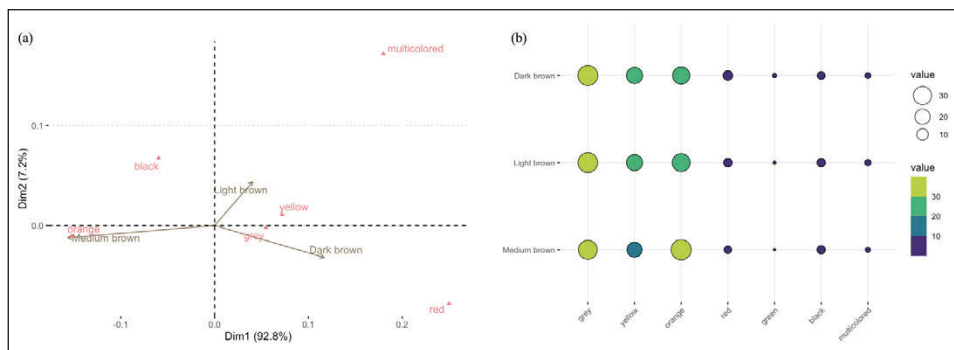 (a)
multicolored
0.1
black
Light brown
yellow
0.0
orange
Medium brown
grey
Dark brown
red
Dim2 (7.2%)
-0.1
0.0
0.1
0.2
Dim1 (92.8%)
(b)
Dark brown
Light brown
Medium brown
grey
yellow
orange
red
green
black
multicolored
value
30
20
10
value
30
20
10